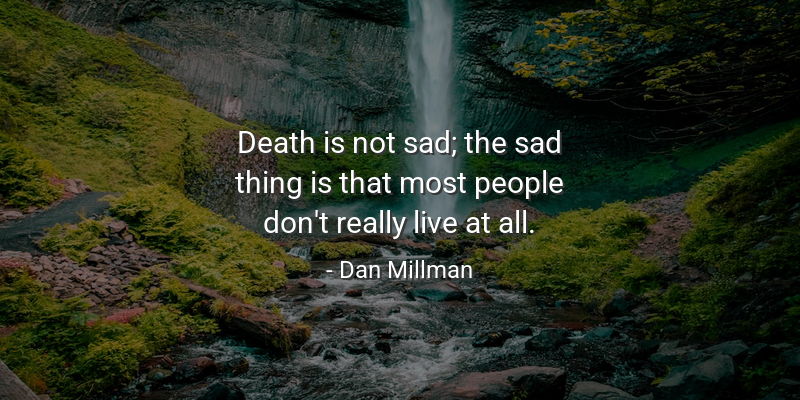 Death is not sad; the sad
thing is that most people
don't really live at all.
- Dan Millman